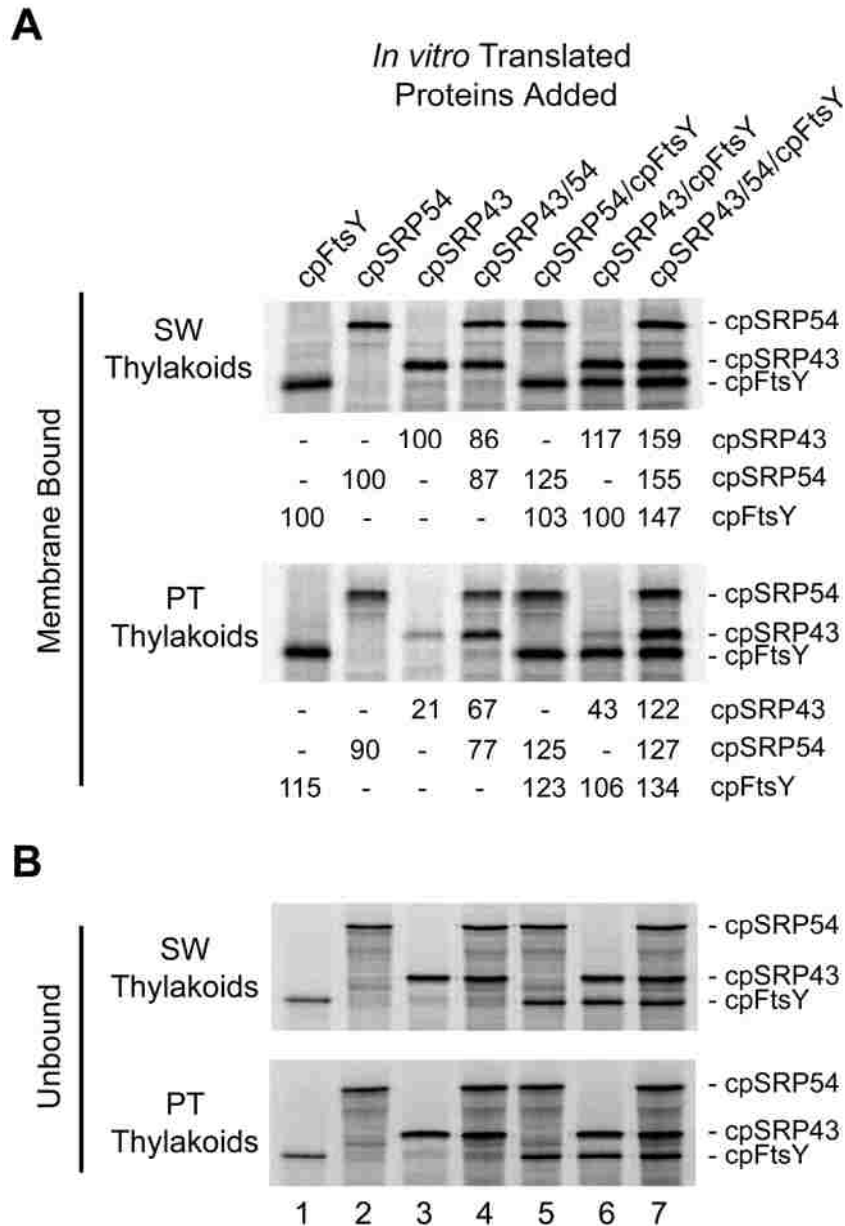 A
In vitro Translated
Proteins Added
cpFtsY
cpSRP54
cpSRP43
cpSRP43/54
cpSRP54/cpFtsY
cpSRP43/cpFtsY
cpSRP43/54/cpFtsY
Membrane Bound
SW
Thylakoids
- cpSRP54
- cpSRP43
- cpFtsY
- - 100 86 - 117 159 cpSRP43
- 100 - 87 125 - 155 cpSRP54
100 - - - 103 100 147 cpFtsY
PT
Thylakoids
- cpSRP54
- cpSRP43
- cpFtsY
- - 21 67 - 43 122 cpSRP43
- 90 - 77 125 - 127 cpSRP54
115 - - - 123 106 134 cpFtsY
B
Unbound
SW
Thylakoids
- cpSRP54
- cpSRP43
- cpFtsY
PT
Thylakoids
- cpSRP54
- cpSRP43
- cpFtsY
1 2 3 4 5 6 7